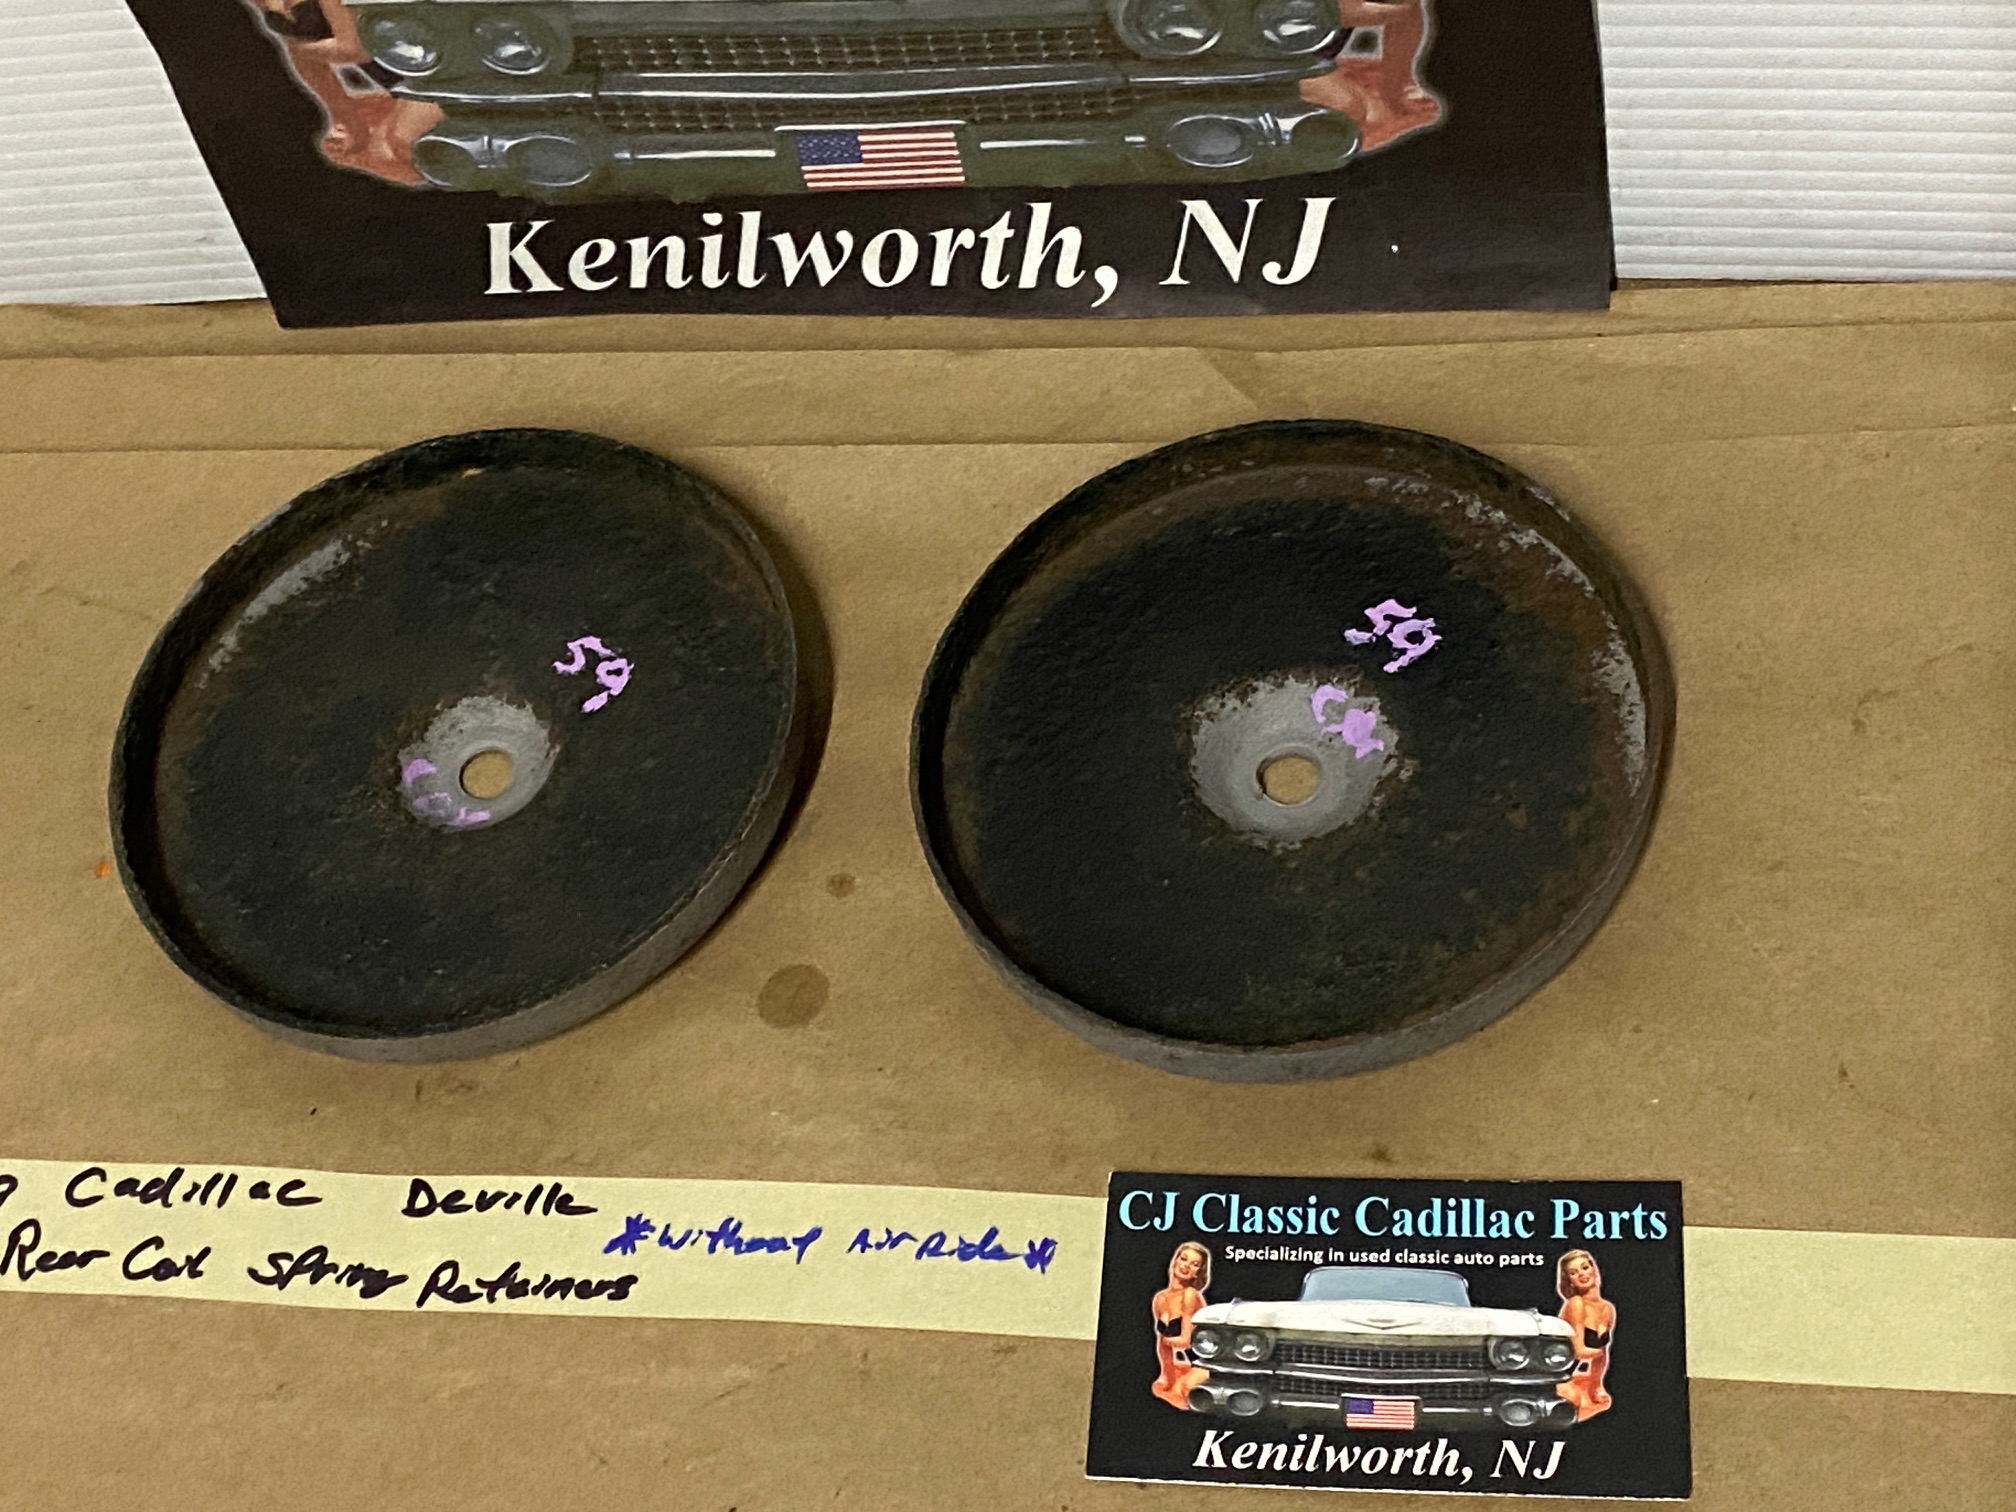 Kenilworth, NJ
59
59
9 Cadillac Deville
Rear Coil Spring Retainers
*without Air Ride*
CJ Classic Cadillac Parts
Specializing in used classic auto parts
Kenilworth, NJ